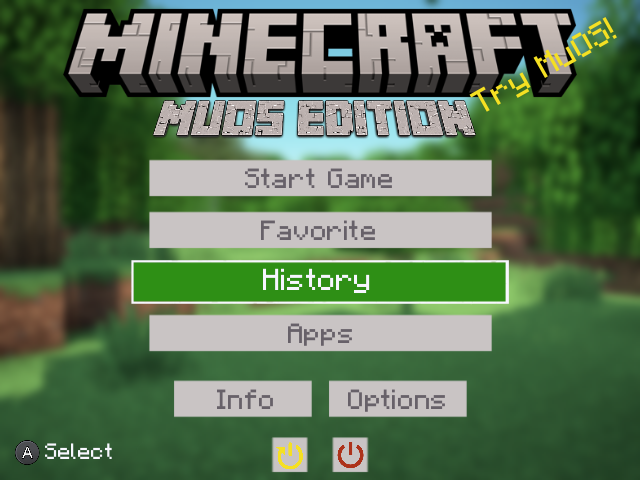 MINECRAFT
Try MuOS!
MUOS EDITION
Start Game
Favorite
History
Apps
Info
Options
A Select